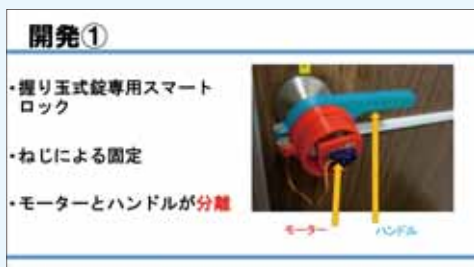 開発①
・握り玉式錠専用スマート
ロック
・ねじによる固定
・モーターとハンドルが分離
モーター
ハンドル